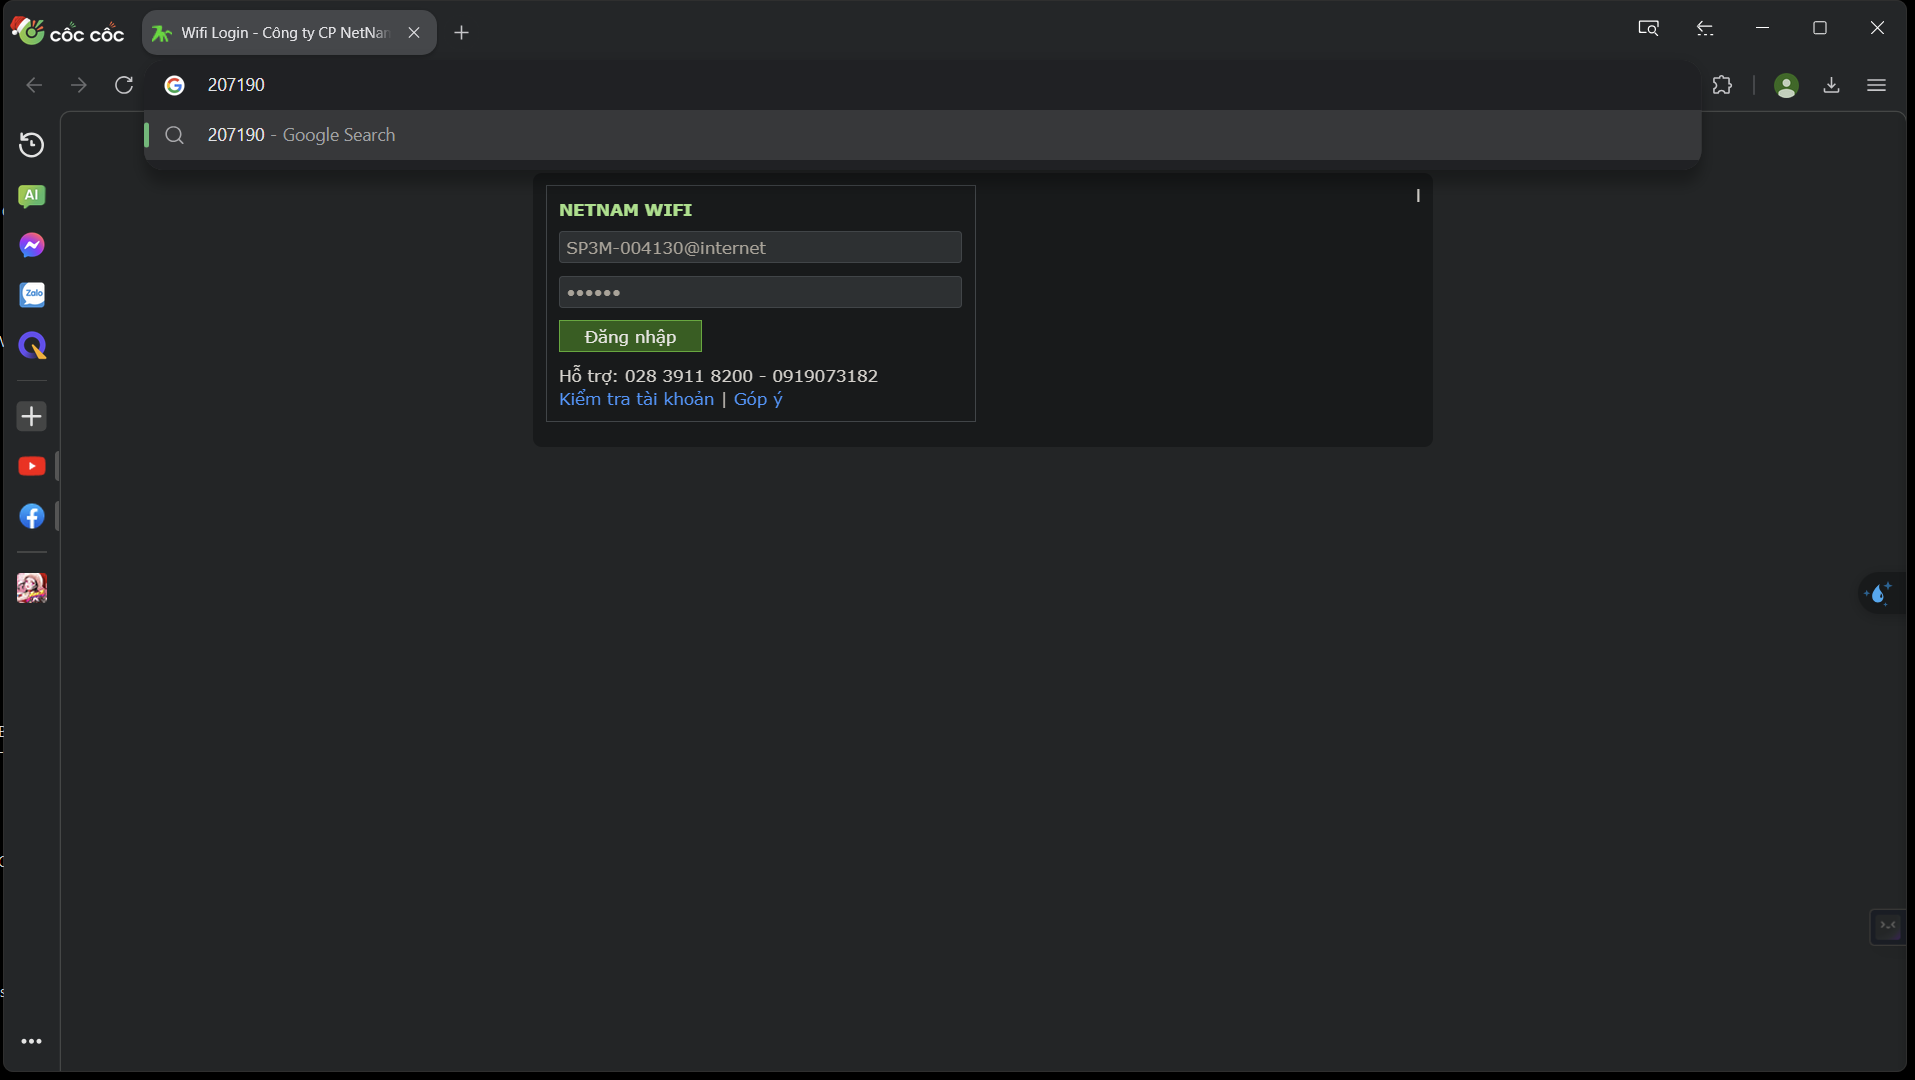 cốc cốc
Wifi Login - Công ty CP NetNam
207190
207190 - Google Search
AI
Zalo
NETNAM WIFI
SP3M-004130@internet
••••••
Đăng nhập
Hỗ trợ: 028 3911 8200 - 0919073182
Kiểm tra tài khoản | Góp ý